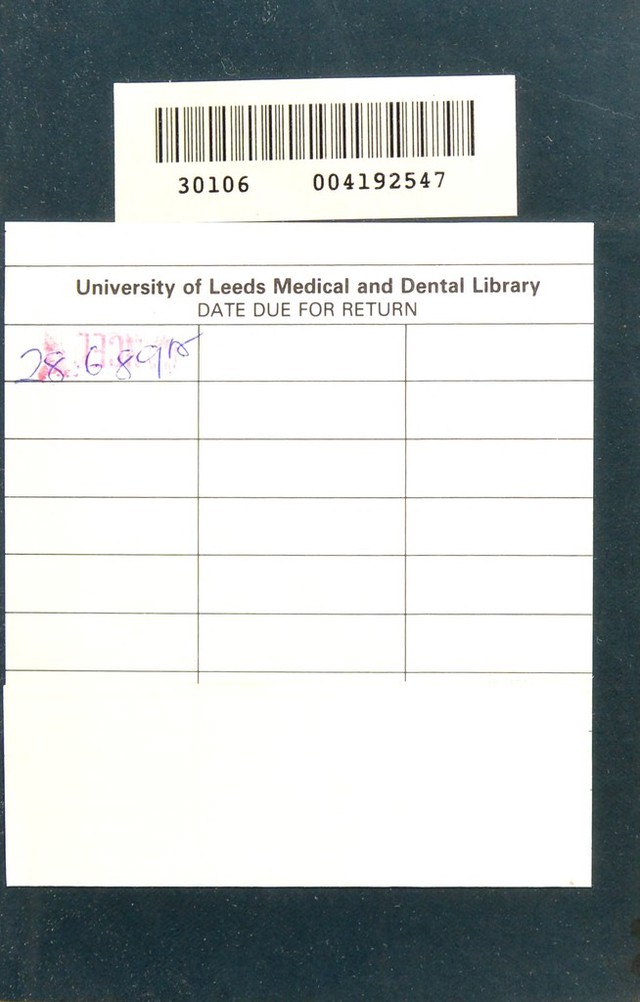 30106 004192547
University of Leeds Medical and Dental Library
DATE DUE FOR RETURN
28.6.89